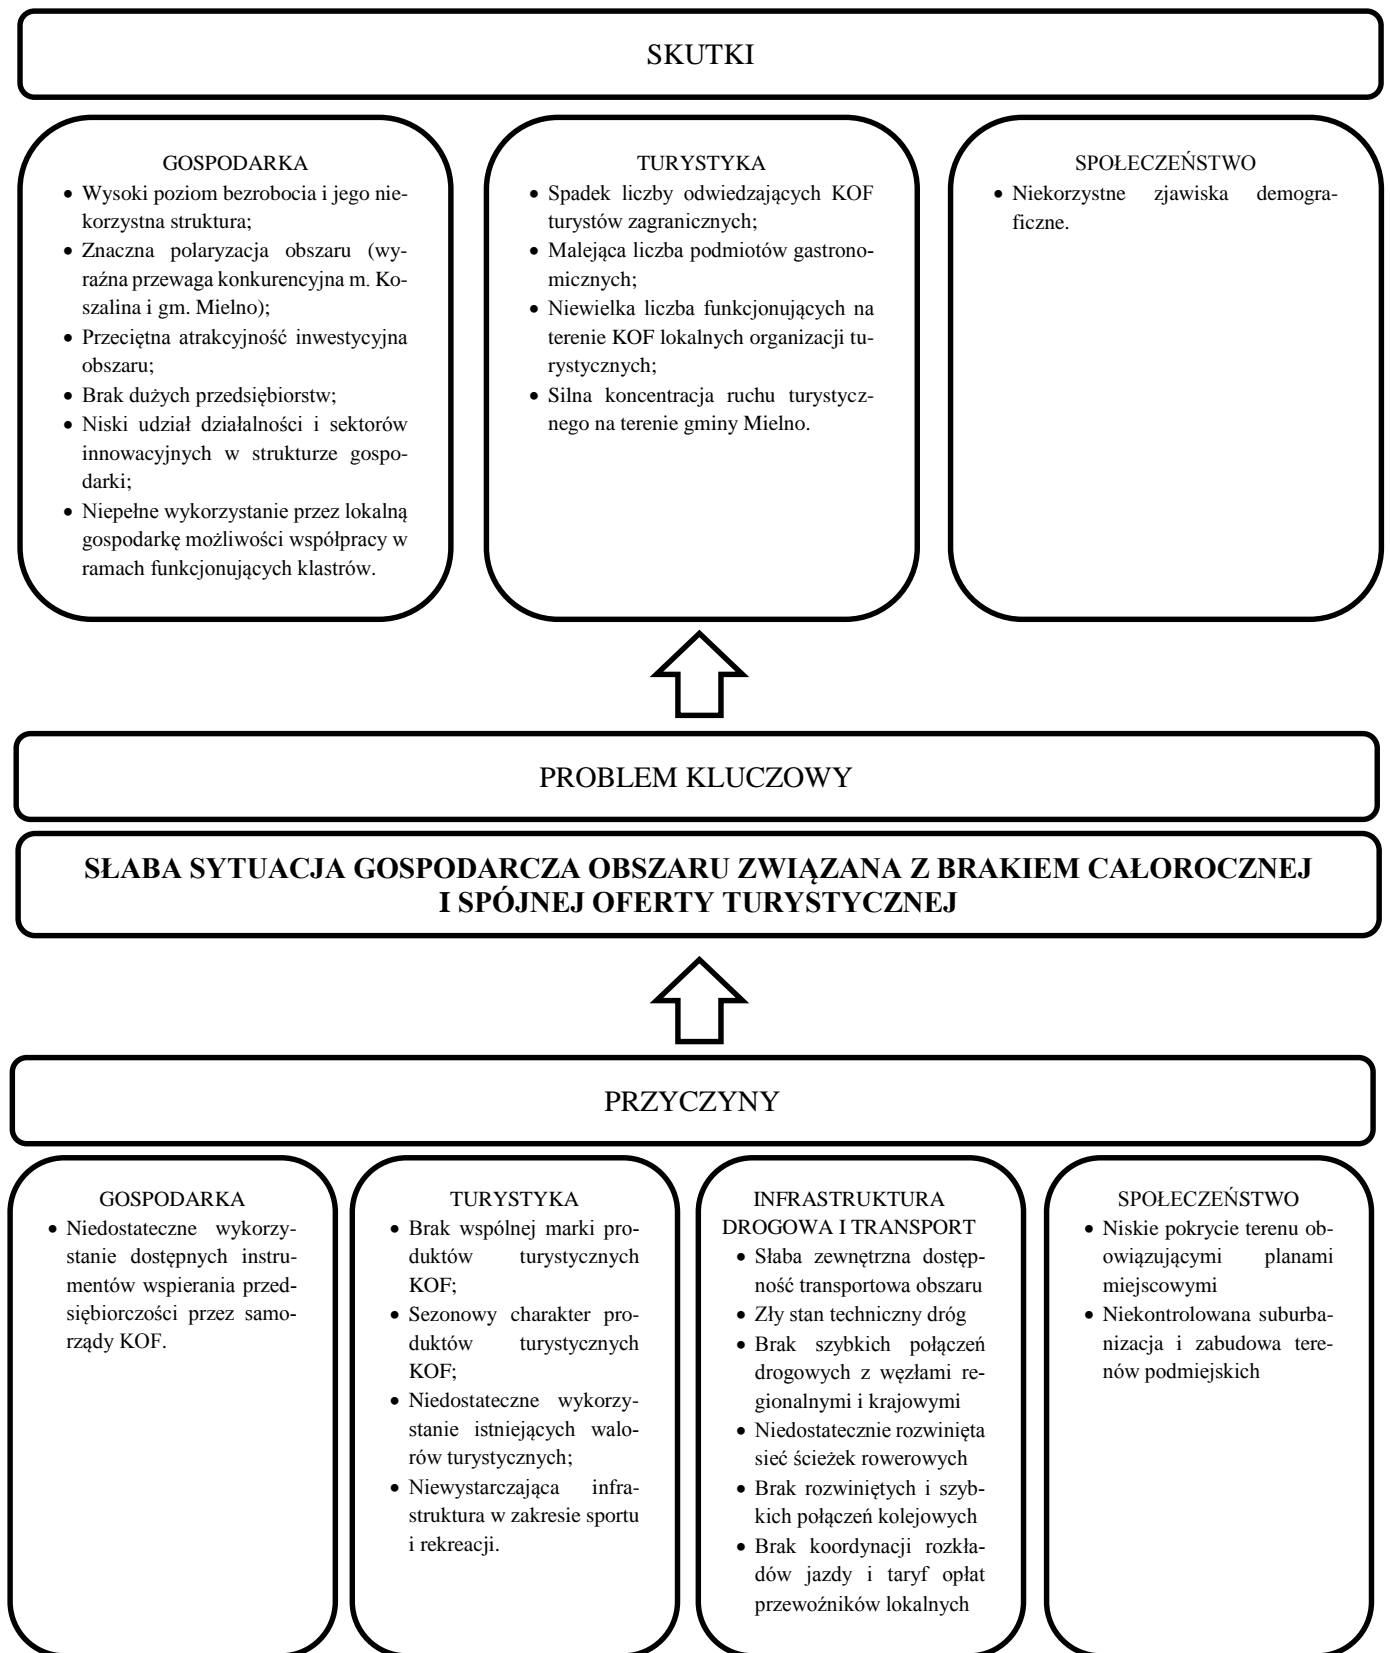 SKUTKI
GOSPODARKA
• Wysoki poziom bezrobocia i jego nie-
korzystna struktura;
• Znaczna polaryzacja obszaru (wy-
raźna przewaga konkurencyjna m. Ko-
szalina i gm. Mielno);
• Przeciętna atrakcyjność inwestycyjna
obszaru;
• Brak dużych przedsiębiorstw;
• Niski udział działalności i sektorów
innowacyjnych w strukturze gospo-
darki;
• Niepełne wykorzystanie przez lokalną
gospodarkę możliwości współpracy w
ramach funkcjonujących klastrów.
TURYSTYKA
• Spadek liczby odwiedzających KOF
turystów zagranicznych;
• Malejąca liczba podmiotów gastrono-
micznych;
• Niewielka liczba funkcjonujących na
terenie KOF lokalnych organizacji tu-
rystycznych;
• Silna koncentracja ruchu turystycz-
nego na terenie gminy Mielno.
SPOŁECZEŃSTWO
• Niekorzystne zjawiska demogra-
ficzne.
PROBLEM KLUCZOWY
SŁABA SYTUACJA GOSPODARCZA OBSZARU ZWIĄZANA Z BRAKIEM CAŁOROCZNEJ
I SPÓJNEJ OFERTY TURYSTYCZNEJ
PRZYCZYNY
GOSPODARKA
• Niedostateczne wykorzy-
stanie dostępnych instru-
mentów wspierania przed-
siębiorczości przez samo-
rządy KOF.
TURYSTYKA
• Brak wspólnej marki pro-
duktów turystycznych
KOF;
• Sezonowy charakter pro-
duktów turystycznych
KOF;
• Niedostateczne wykorzy-
stanie istniejących walo-
rów turystycznych;
• Niewystarczająca infra-
struktura w zakresie sportu
i rekreacji.
INFRASTRUKTURA
DROGOWA I TRANSPORT
• Słaba zewnętrzna dostęp-
ność transportowa obszaru
• Zły stan techniczny dróg
• Brak szybkich połączeń
drogowych z węzłami re-
gionalnymi i krajowymi
• Niedostatecznie rozwinięta
sieć ścieżek rowerowych
• Brak rozwiniętych i szyb-
kich połączeń kolejowych
• Brak koordynacji rozkła-
dów jazdy i taryf opłat
przewoźników lokalnych
SPOŁECZEŃSTWO
• Niskie pokrycie terenu ob-
owiązującymi planami
miejscowymi
• Niekontrolowana suburba-
nizacja i zabudowa tere-
nów podmiejskich